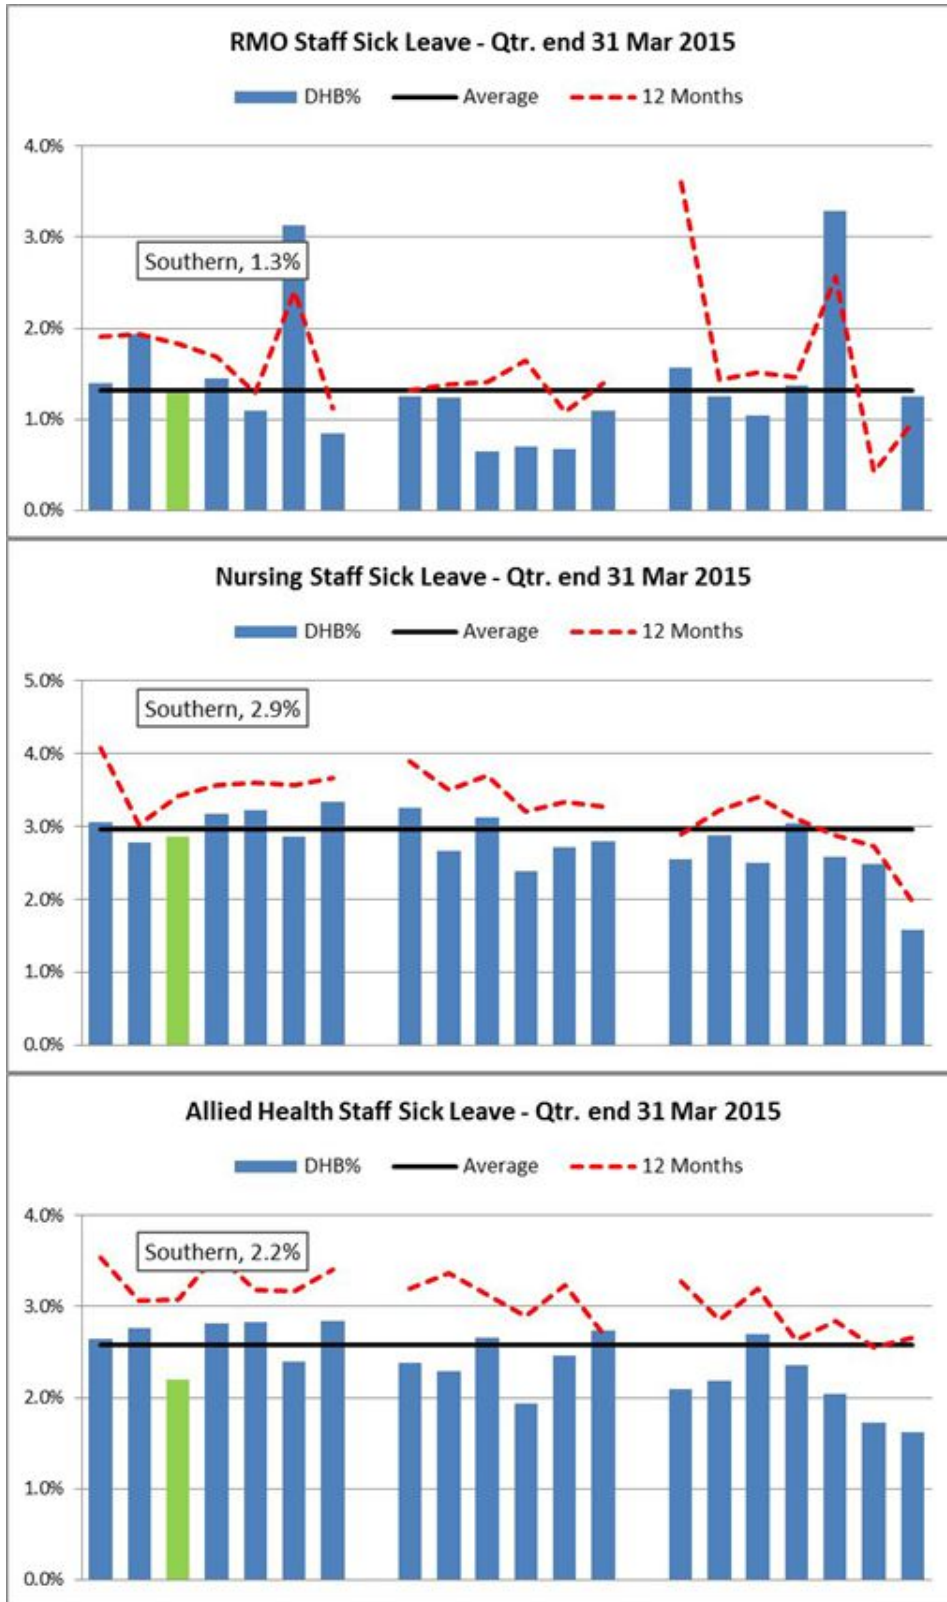 RMO Staff Sick Leave - Qtr. end 31 Mar 2015
DHB% Average 12 Months
4.0%
3.0%
Southern, 1.3%
2.0%
1.0%
0.0%
Nursing Staff Sick Leave - Qtr. end 31 Mar 2015
DHB% Average 12 Months
5.0%
Southern, 2.9%
4.0%
3.0%
2.0%
1.0%
0.0%
Allied Health Staff Sick Leave - Qtr. end 31 Mar 2015
DHB% Average 12 Months
4.0%
Southern, 2.2%
3.0%
2.0%
1.0%
0.0%